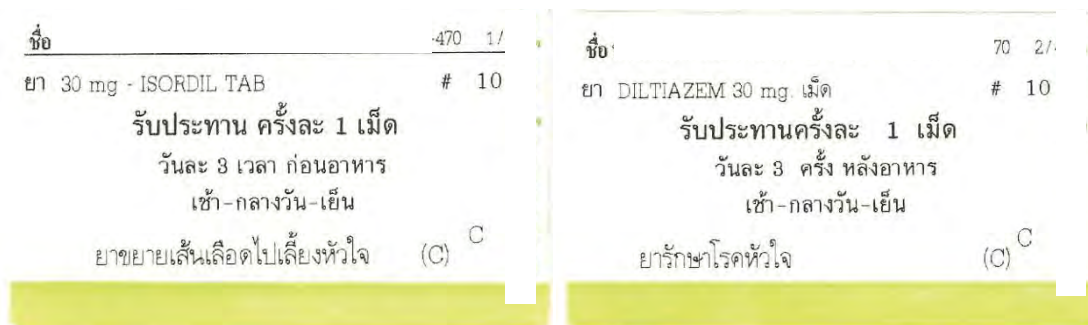 ชื่อ ·470 1/
ยา 30 mg - ISORDIL TAB # 10
รับประทาน ครั้งละ 1 เม็ด
วันละ 3 เวลา ก่อนอาหาร
เช้า-กลางวัน-เย็น
ยาขยายเส้นเลือดไปเลี้ยงหัวใจ (C) C
ชื่อ 70 2/
ยา DILTIAZEM 30 mg. เม็ด # 10
รับประทานครั้งละ 1 เม็ด
วันละ 3 ครั้ง หลังอาหาร
เช้า-กลางวัน-เย็น
ยารักษาโรคหัวใจ (C) C